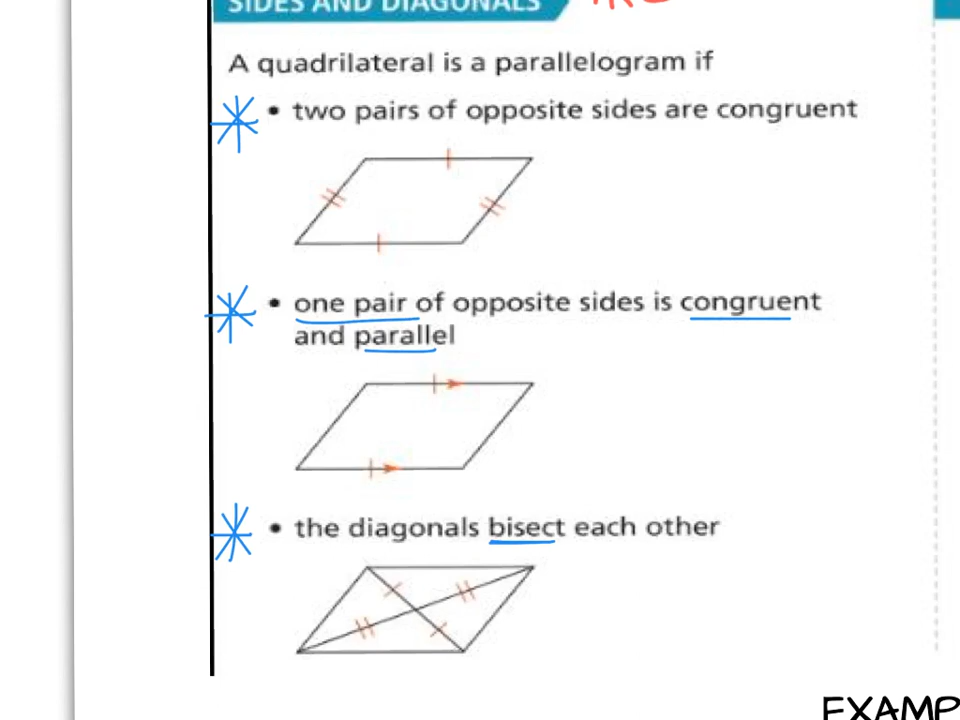 SIDES AND DIAGONALS
A quadrilateral is a parallelogram if
• two pairs of opposite sides are congruent
• one pair of opposite sides is congruent
and parallel
• the diagonals bisect each other
EXAMP